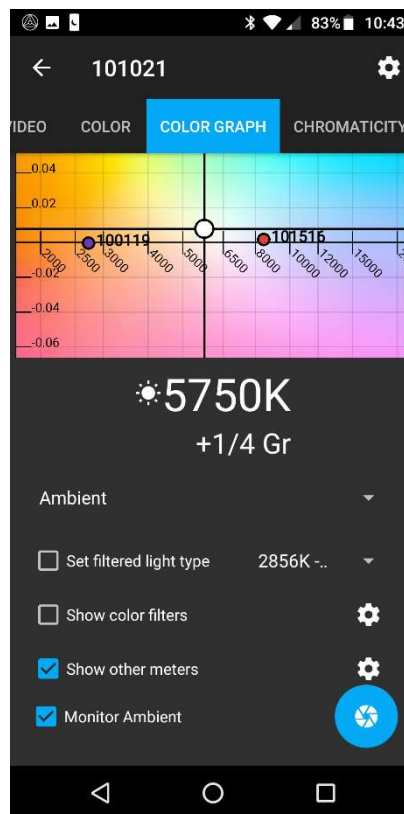 83% 10:43
101021
VIDEO COLOR COLOR GRAPH CHROMATICITY
0.04
0.02
100119 101516
2000 2500 3000 4000 5000 6500 8000 10000 12000 15000
-0.02
-0.04
-0.06
5750K
+1/4 Gr
Ambient
Set filtered light type 2856K -..
Show color filters
Show other meters
Monitor Ambient